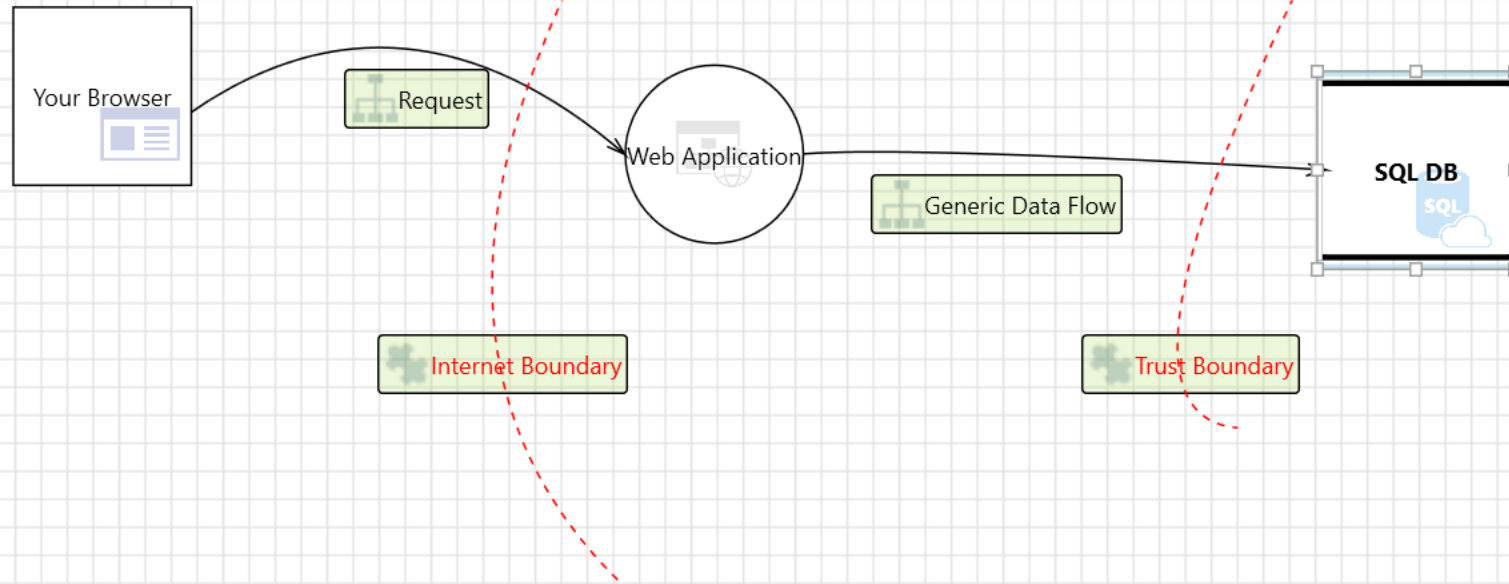 Your Browser
Request
Web Application
Generic Data Flow
SQL DB
SQL
Internet Boundary
Trust Boundary